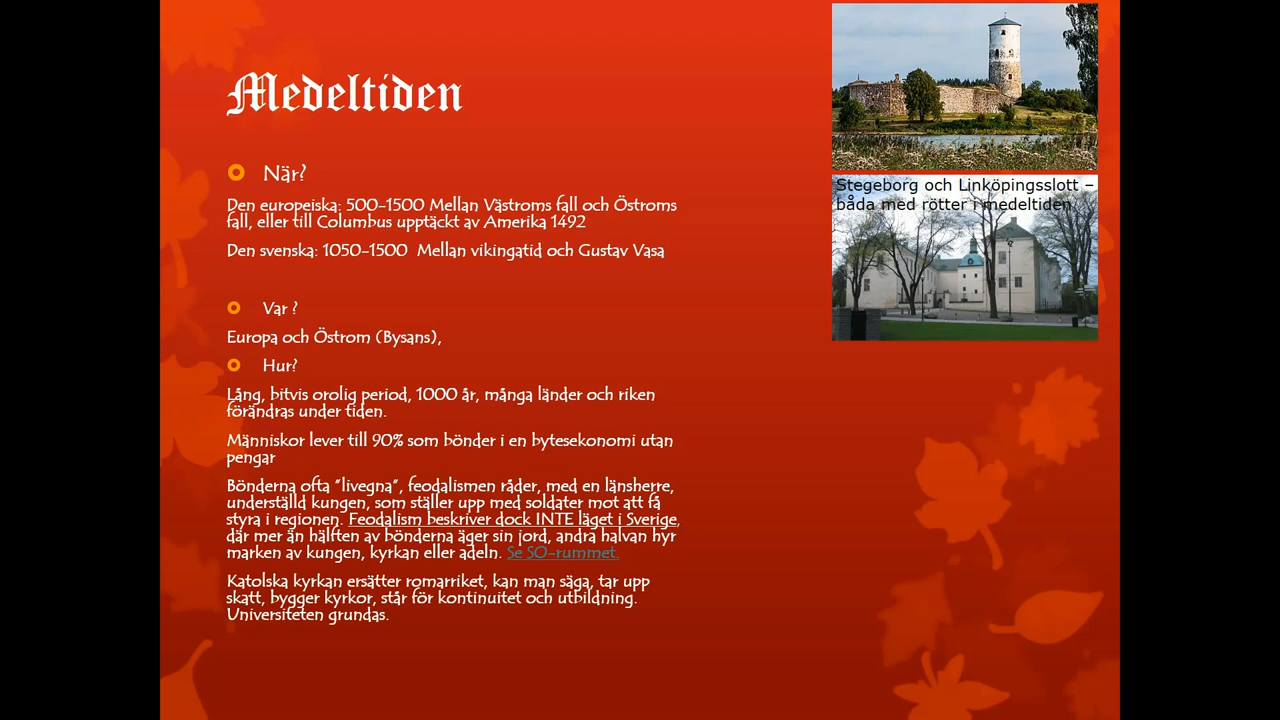 Medeltiden
När?
Den europeiska: 500-1500 Mellan Västroms fall och Östroms
fall, eller till Columbus upptäckt av Amerika 1492
Den svenska: 1050-1500  Mellan vikingatid och Gustav Vasa
Var ?
Europa och Östrom (Bysans),
Hur?
Lång, bitvis orolig period, 1000 år, många länder och riken
förändras under tiden.
Människor lever till 90% som bönder i en bytesekonomi utan
pengar
Bönderna ofta "livegna", feodalismen råder, med en länsherre,
underställd kungen, som ställer upp med soldater mot att få
styra i regionen. Feodalism beskriver dock INTE läget i Sverige,
där mer än hälften av bönderna äger sin jord, andra halvan hyr
marken av kungen, kyrkan eller adeln. Se SO-rummet.
Katolska kyrkan ersätter romarriket, kan man säga, tar upp
skatt, bygger kyrkor, står för kontinuitet och utbildning.
Universiteten grundas.
Stegeborg och Linköpingsslott –
båda med rötter i medeltiden